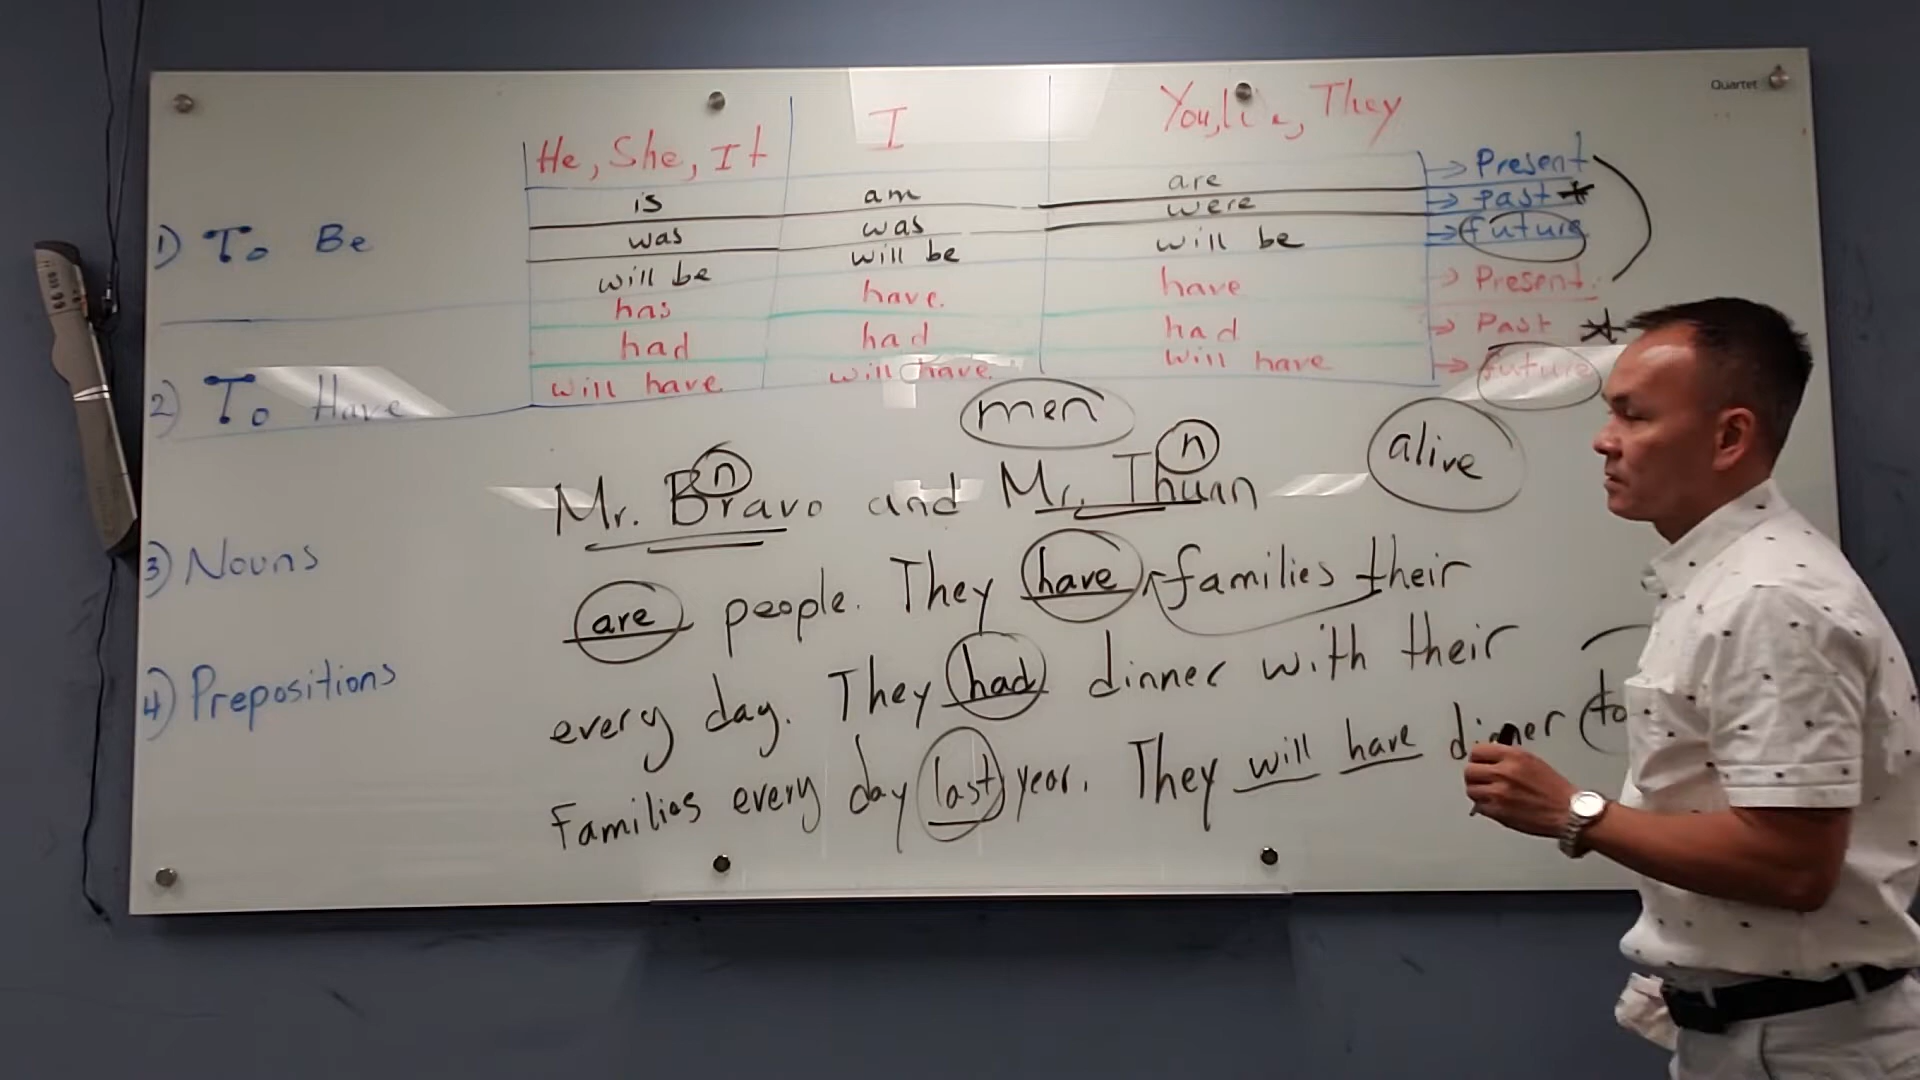 Quartet
He, She, It I You, They
is am are → Present
was was were → Past *
1) To Be will be will be will be → future
has have. have → Present.
had had had → Past *
2) To Have will have will have will have → future
men
n n alive
Mr. Bravo and Mr. Thuan
3) Nouns are people. They have families their
4) Prepositions every day. They had dinner with their
Families every day last year. They will have dinner to